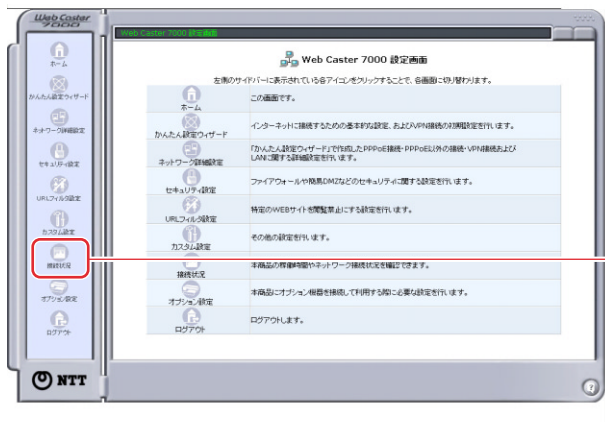 Web Caster
7000
Web Caster 7000 設定画面
ホーム
かんたん設定ウィザード
ネットワーク詳細設定
セキュリティ設定
URLフィルタ設定
カスタム設定
接続状況
オプション設定
ログアウト
NTT
Web Caster 7000 設定画面
左側のサイドバーに表示されている各アイコンをクリックすることで、各画面に切り替わります。
ホーム
この画面です。
かんたん設定ウィザード
インターネットに接続するための基本的な設定、およびVPN接続の初期設定を行います。
ネットワーク詳細設定
「かんたん設定ウィザード」で作成したPPPoE接続・PPPoE以外の接続・VPN接続および
LANに関する詳細設定を行います。
セキュリティ設定
ファイアウォールや簡易DMZなどのセキュリティに関する設定を行います。
URLフィルタ設定
特定のWEBサイトを閲覧禁止にする設定を行います。
カスタム設定
その他の設定を行います。
接続状況
本商品の稼働時間やネットワーク接続状況を確認できます。
オプション設定
本商品にオプション機器を接続して利用する際に必要な設定を行います。
ログアウト
ログアウトします。
?